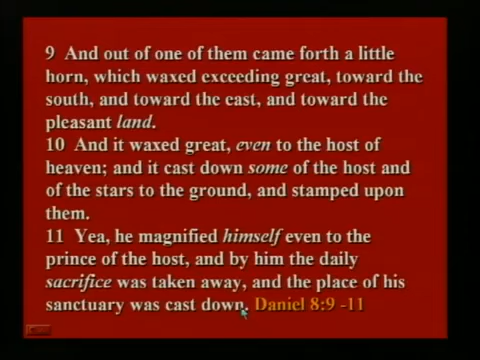 9 And out of one of them came forth a little
horn, which waxed exceeding great, toward the
south, and toward the east, and toward the
pleasant land.
10 And it waxed great, even to the host of
heaven; and it cast down some of the host and
of the stars to the ground, and stamped upon
them.
11 Yea, he magnified himself even to the
prince of the host, and by him the daily
sacrifice was taken away, and the place of his
sanctuary was cast down. Daniel 8:9 -11